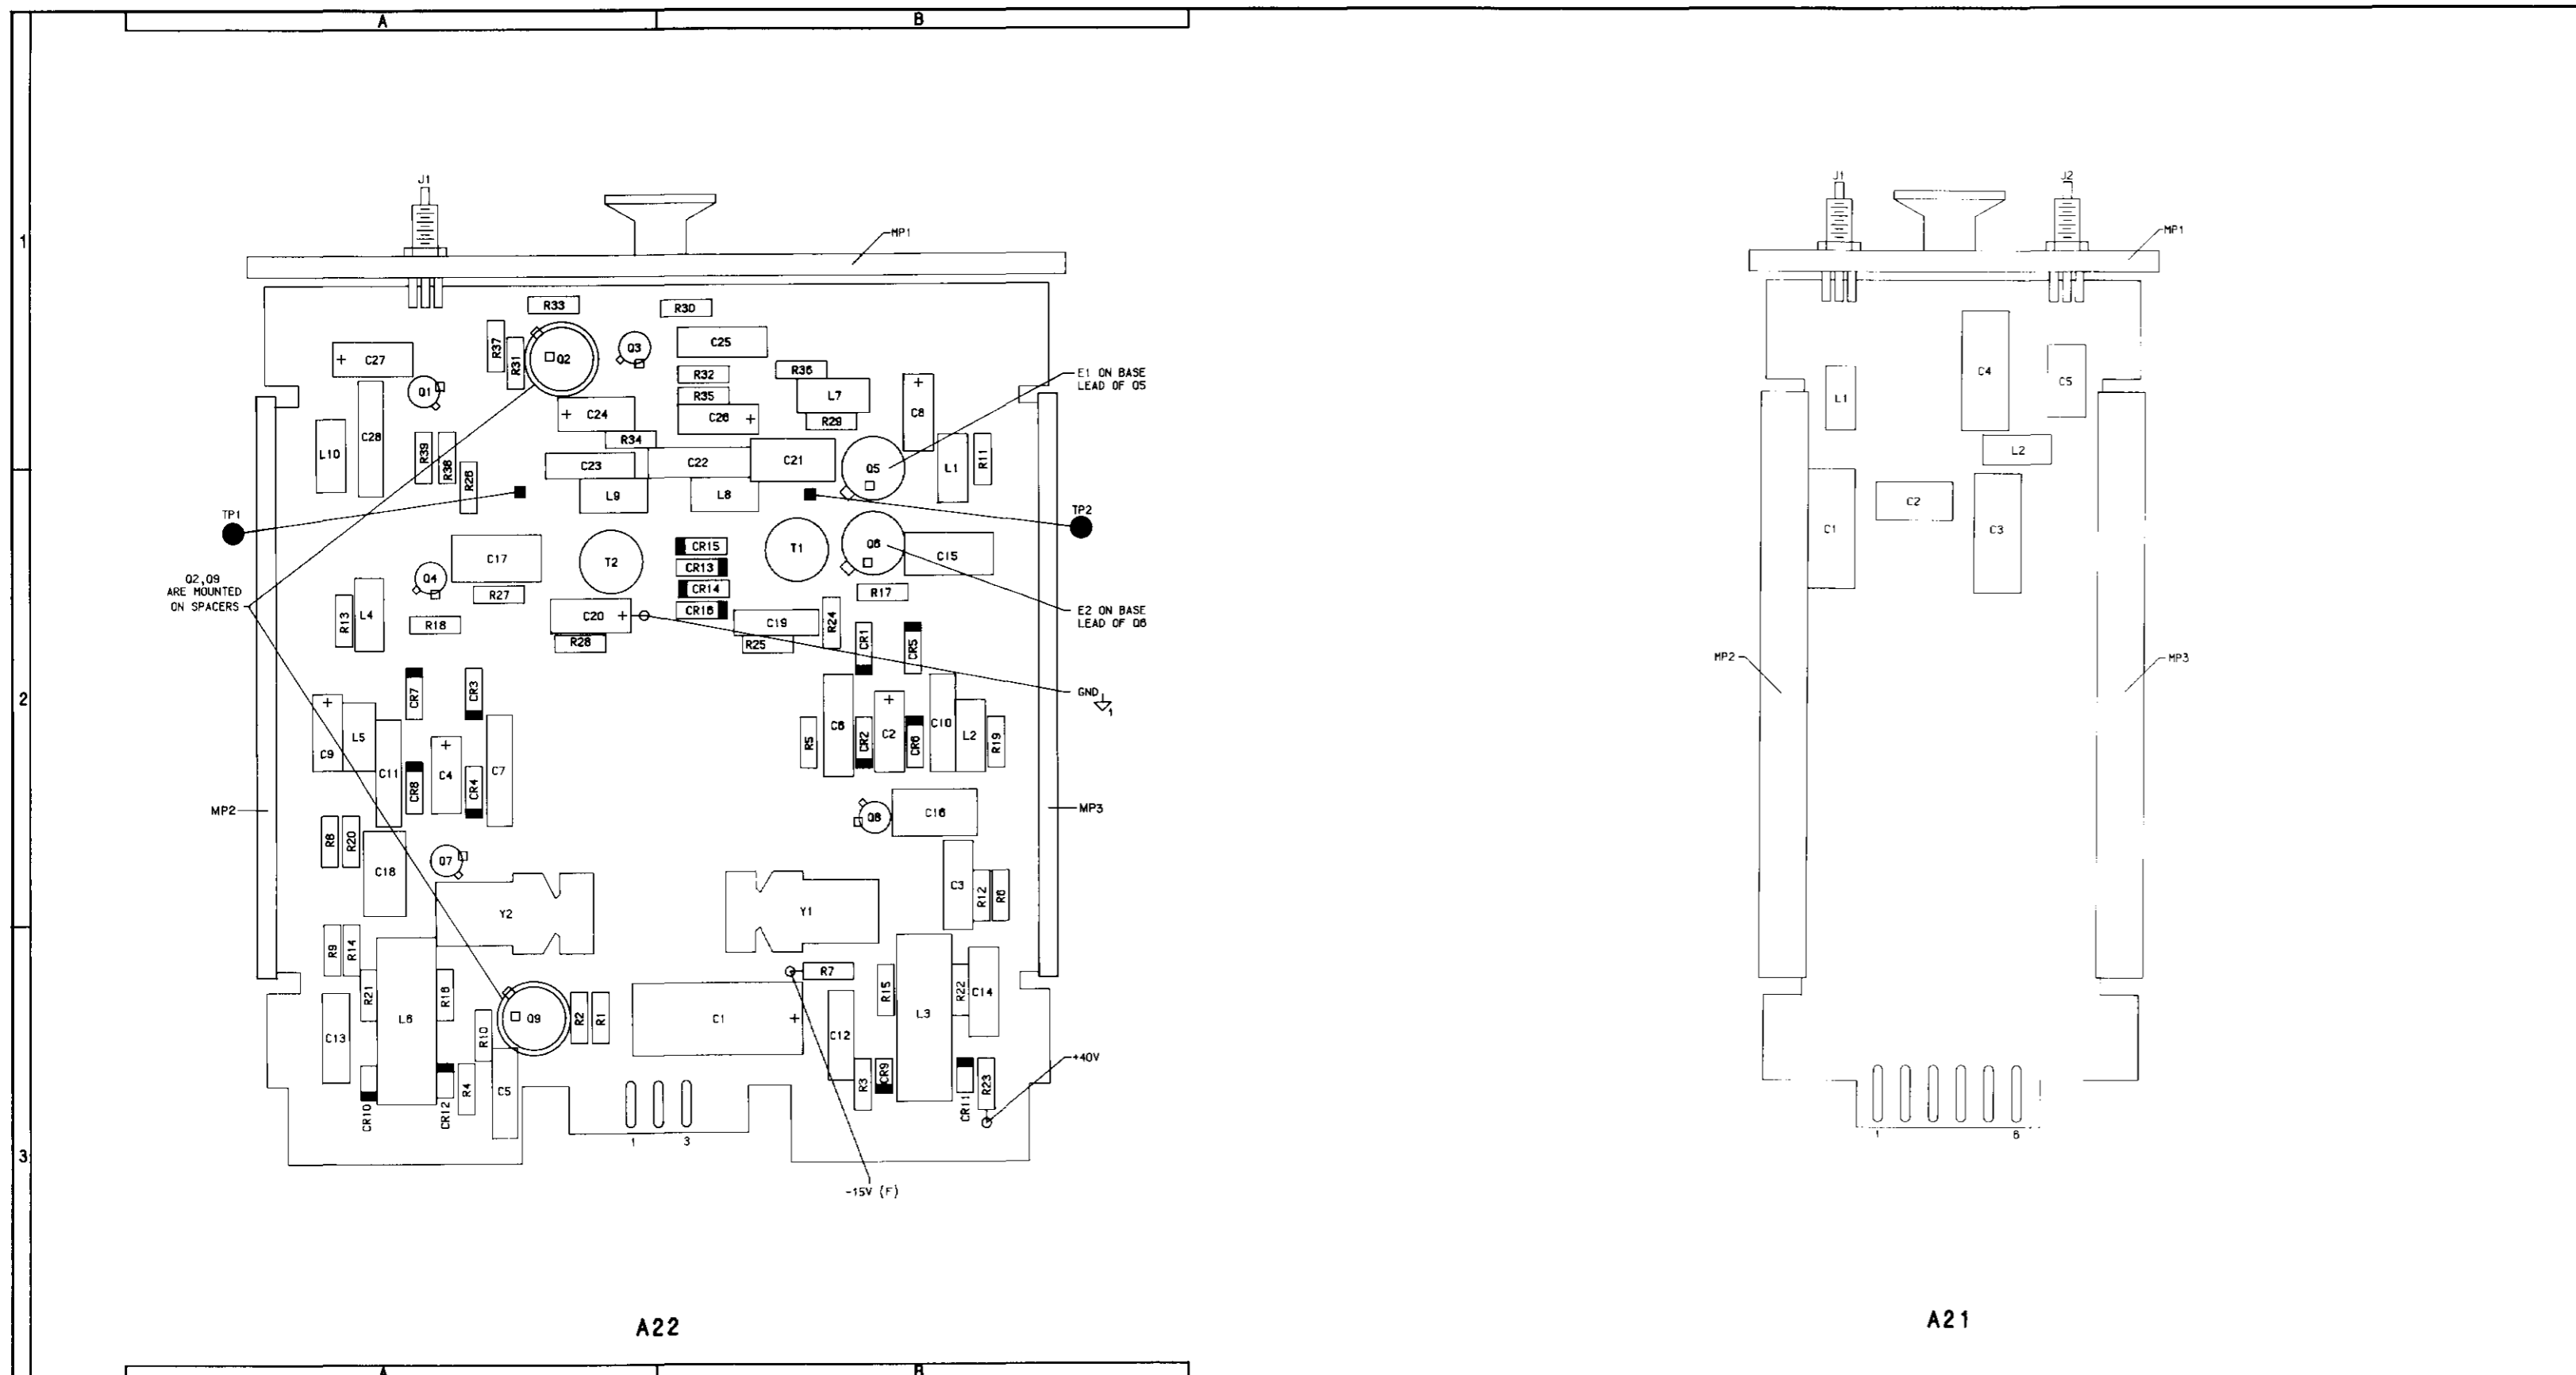 A B
J1
1
MP1
R33 R30
R37 R31 Q2 Q3 C25
C27
Q1
R32 R36
R35 L7
C24 C26 R29 C8
E1 ON BASE
LEAD OF Q5
L10 C28 R39 R38 R34
R26 C23 C22 C21 Q5 L1 R11
L9 L8
TP1 TP2
C17 T2 CR15 T1 Q6 C15
Q4 CR13
Q2,Q9
ARE MOUNTED
ON SPACERS
R27 CR14 R17
R13 L4 R18 C20 CR16 C19 R24
R28 R25 CR1 CR5
E2 ON BASE
LEAD OF Q6
2
CR7 CR3
GND
1
C9 L5 C11 CR8 C4 CR4 C7
R5 C6 CR2 C2 CR6 C10 L2 R19
MP2 MP3
Q8 C16
R20 C18 Q7
Y2 Y1 C3 R12
R9 R14
R21 L6 R16 R7 R15 L3 R22 C14
C13 R10 Q9 R2 R1 C1 C12
CR10 CR12 R4 C5 R3 CR9 CR11 R23
+40V
1 3
3
-15V (F)
A22
A B
J1 J2
MP1
L1 C4 C5
L2
C1 C2 C3
MP2 MP3
1 6
A21